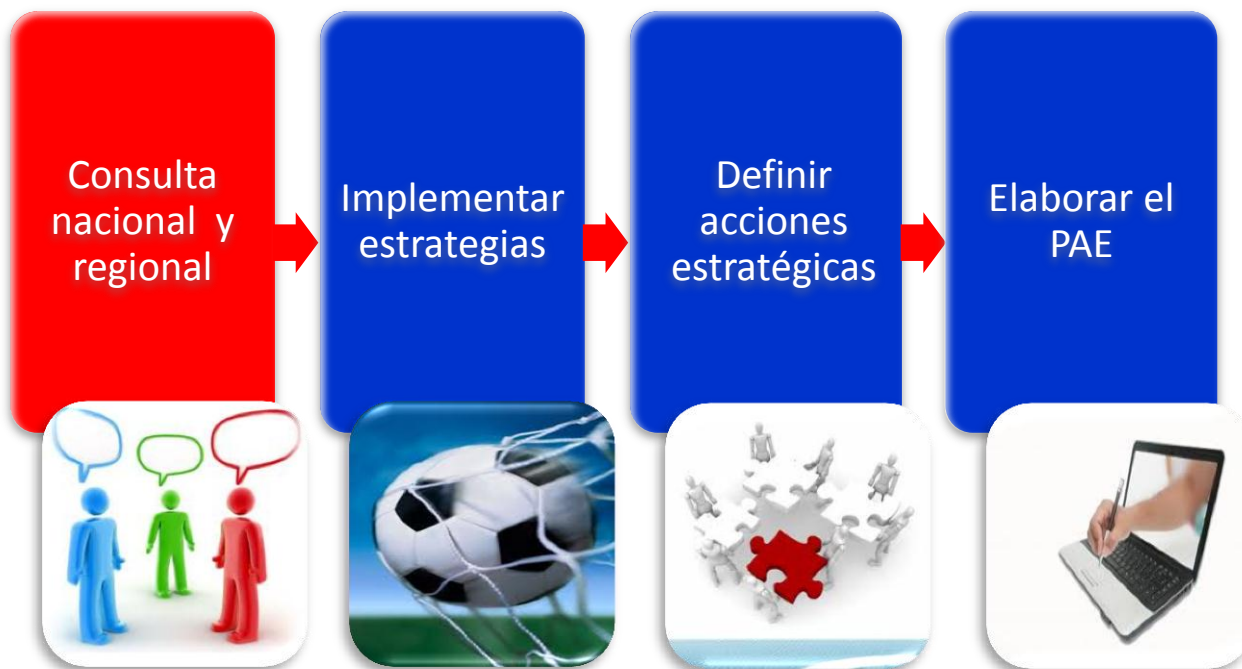 Consulta
nacional y
regional
Implementar
estrategias
Definir
acciones
estratégicas
Elaborar el
PAE